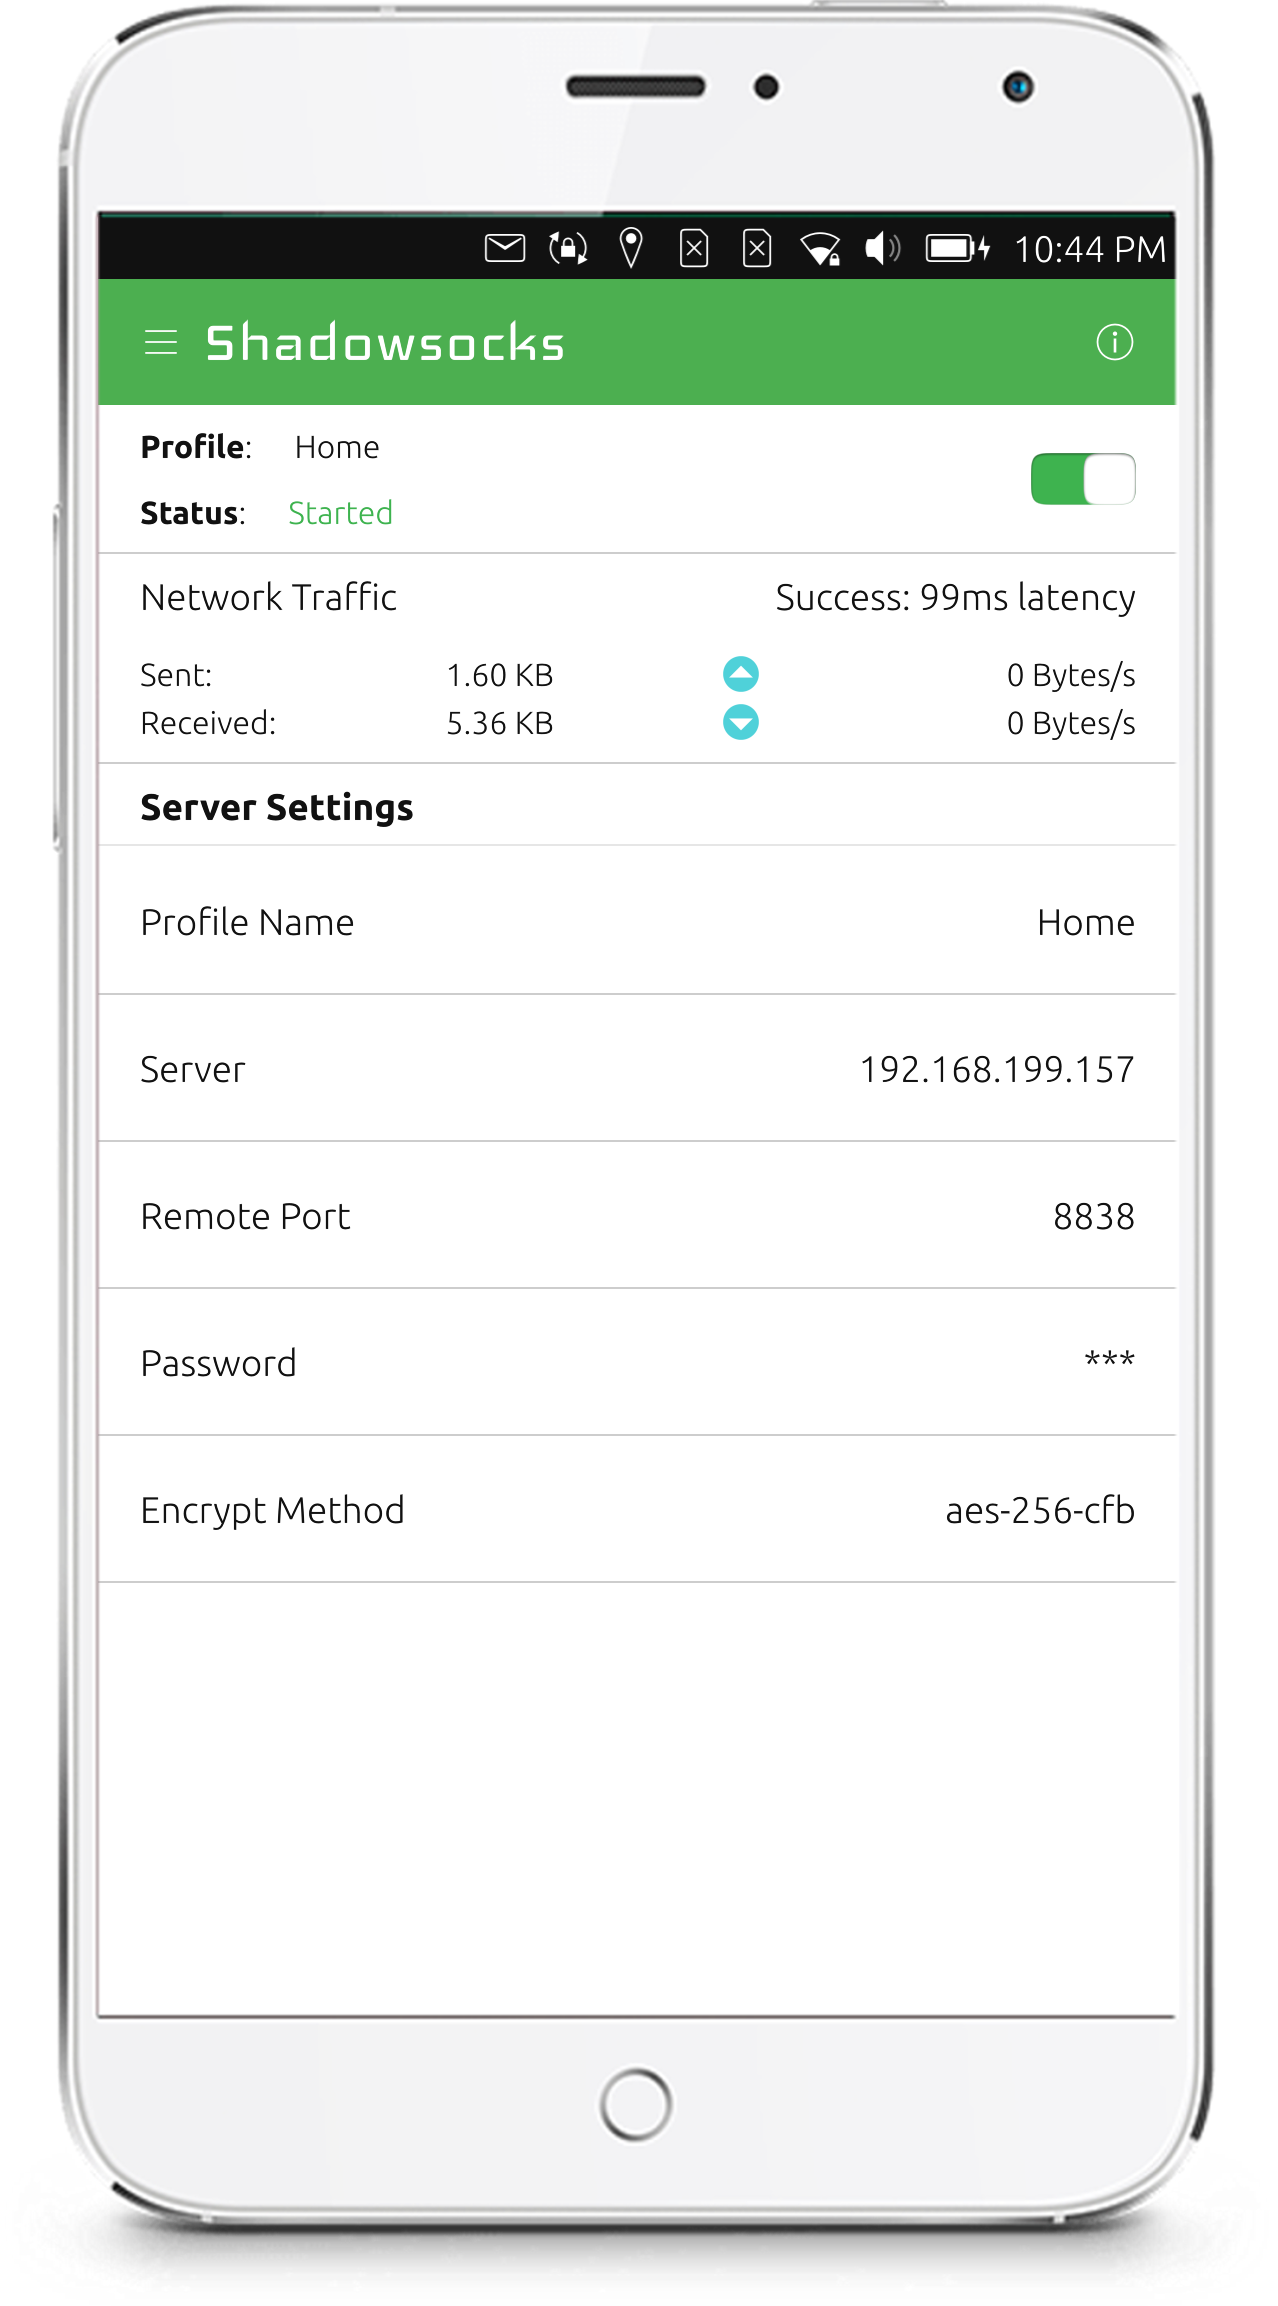 10:44 PM
Shadowsocks
Profile: Home
Status: Started
Network Traffic Success: 99ms latency
Sent: 1.60 KB 0 Bytes/s
Received: 5.36 KB 0 Bytes/s
Server Settings
Profile Name Home
Server 192.168.199.157
Remote Port 8838
Password ***
Encrypt Method aes-256-cfb